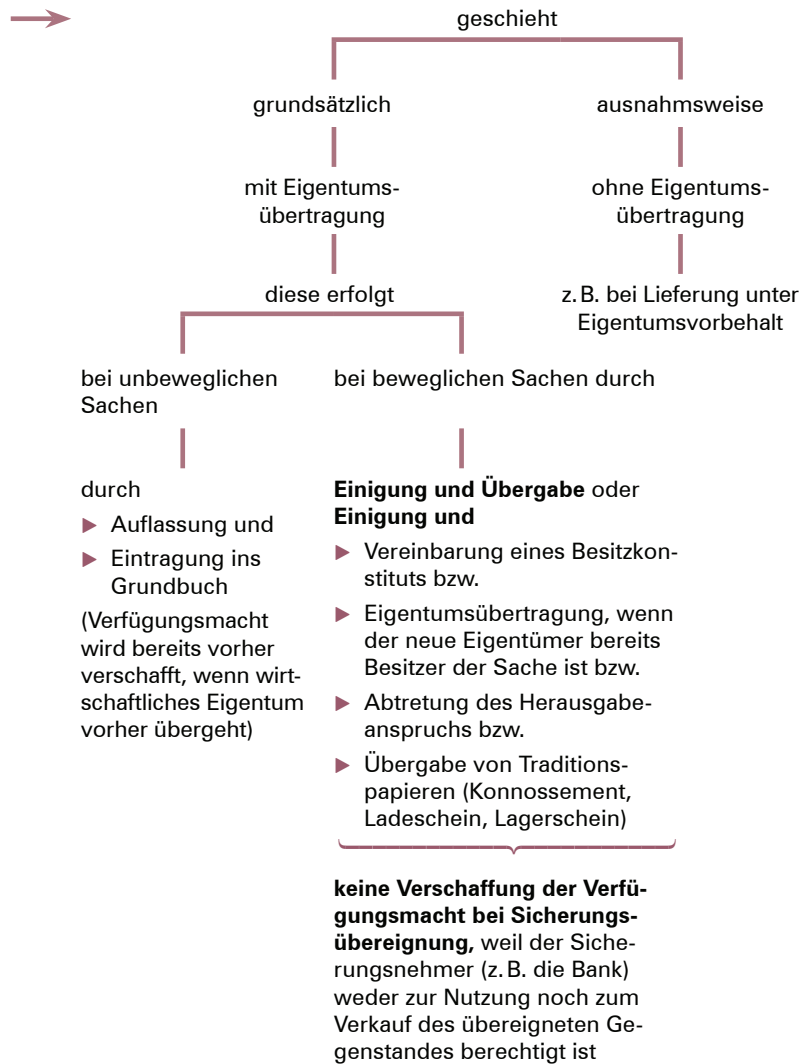 geschieht
grundsätzlich
ausnahmsweise
mit Eigentums-
übertragung
ohne Eigentums-
übertragung
diese erfolgt
z. B. bei Lieferung unter
Eigentumsvorbehalt
bei unbeweglichen
Sachen
bei beweglichen Sachen durch
durch
▶ Auflassung und
▶ Eintragung ins
Grundbuch
(Verfügungsmacht
wird bereits vorher
verschafft, wenn wirt-
schaftliches Eigentum
vorher übergeht)
Einigung und Übergabe oder
Einigung und
▶ Vereinbarung eines Besitzkon-
stituts bzw.
▶ Eigentumsübertragung, wenn
der neue Eigentümer bereits
Besitzer der Sache ist bzw.
▶ Abtretung des Herausgabe-
anspruchs bzw.
▶ Übergabe von Traditions-
papieren (Konnossement,
Ladeschein, Lagerschein)
keine Verschaffung der Verfü-
gungsmacht bei Sicherungs-
übereignung, weil der Siche-
rungsnehmer (z. B. die Bank)
weder zur Nutzung noch zum
Verkauf des übereigneten Ge-
genstandes berechtigt ist